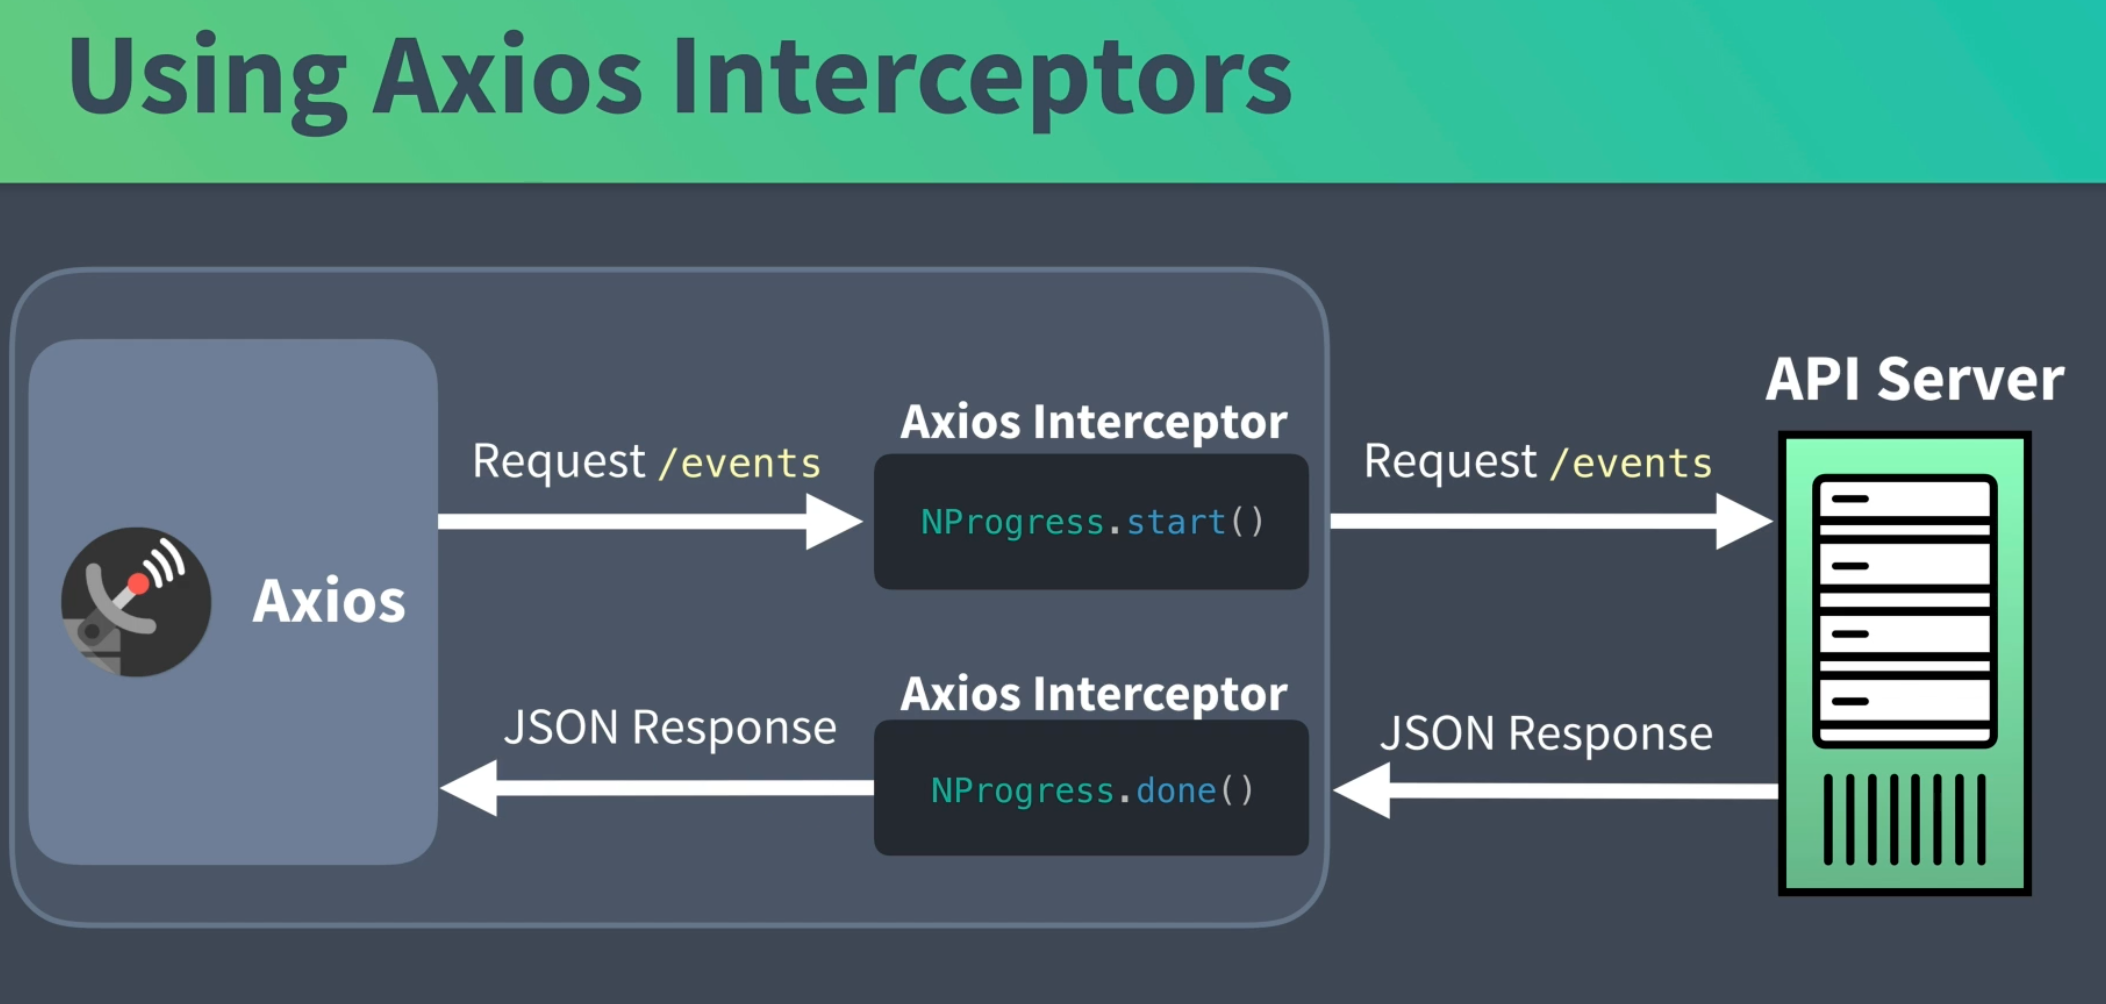 Using Axios Interceptors
API Server
Axios Interceptor
Request /events
Request /events
NProgress.start()
Axios
Axios Interceptor
JSON Response
JSON Response
NProgress.done()